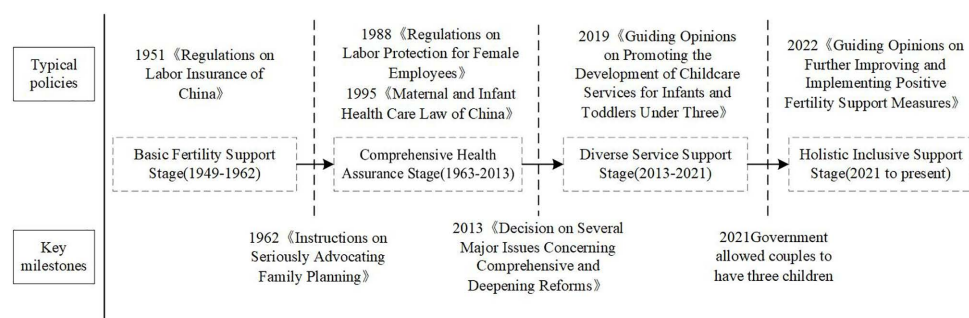 Typical
policies
1951《Regulations on
Labor Insurance of
China》
1988《Regulations on
Labor Protection for Female
Employees》
1995《Maternal and Infant
Health Care Law of China》
2019《Guiding Opinions on
Promoting the
Development of Childcare
Services for Infants and
Toddlers Under Three》
2022《Guiding Opinions on
Further Improving and
Implementing Positive
Fertility Support Measures》
Basic Fertility Support
Stage(1949-1962)
Comprehensive Health
Assurance Stage(1963-2013)
Diverse Service Support
Stage(2013-2021)
Holistic Inclusive Support
Stage(2021 to present)
Key
milestones
1962《Instructions on
Seriously Advocating
Family Planning》
2013《Decision on Several
Major Issues Concerning
Comprehensive and
Deepening Reforms》
2021Government
allowed couples to
have three children